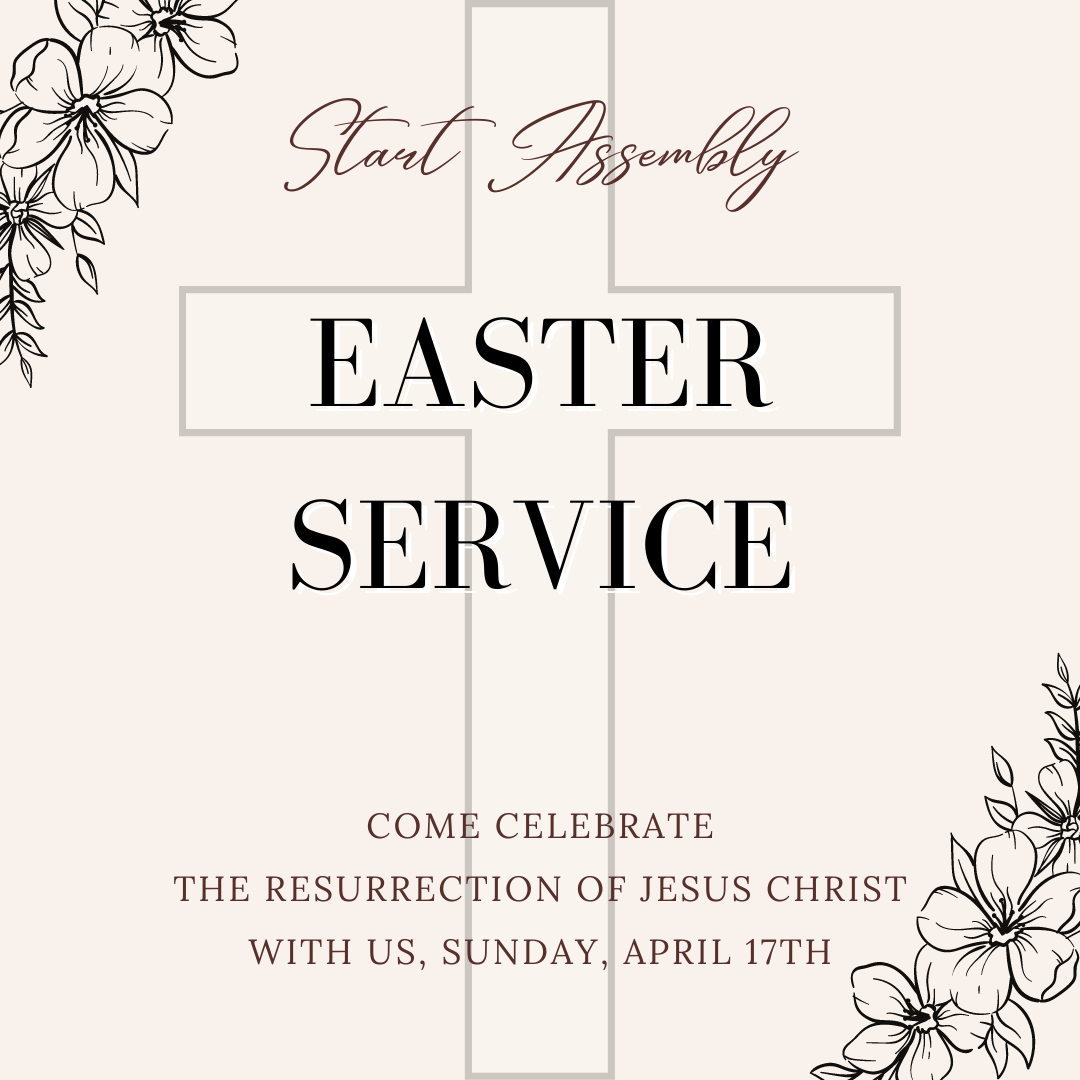 Start Assembly
EASTER
SERVICE
COME CELEBRATE
THE RESURRECTION OF JESUS CHRIST
WITH US, SUNDAY, APRIL 17TH